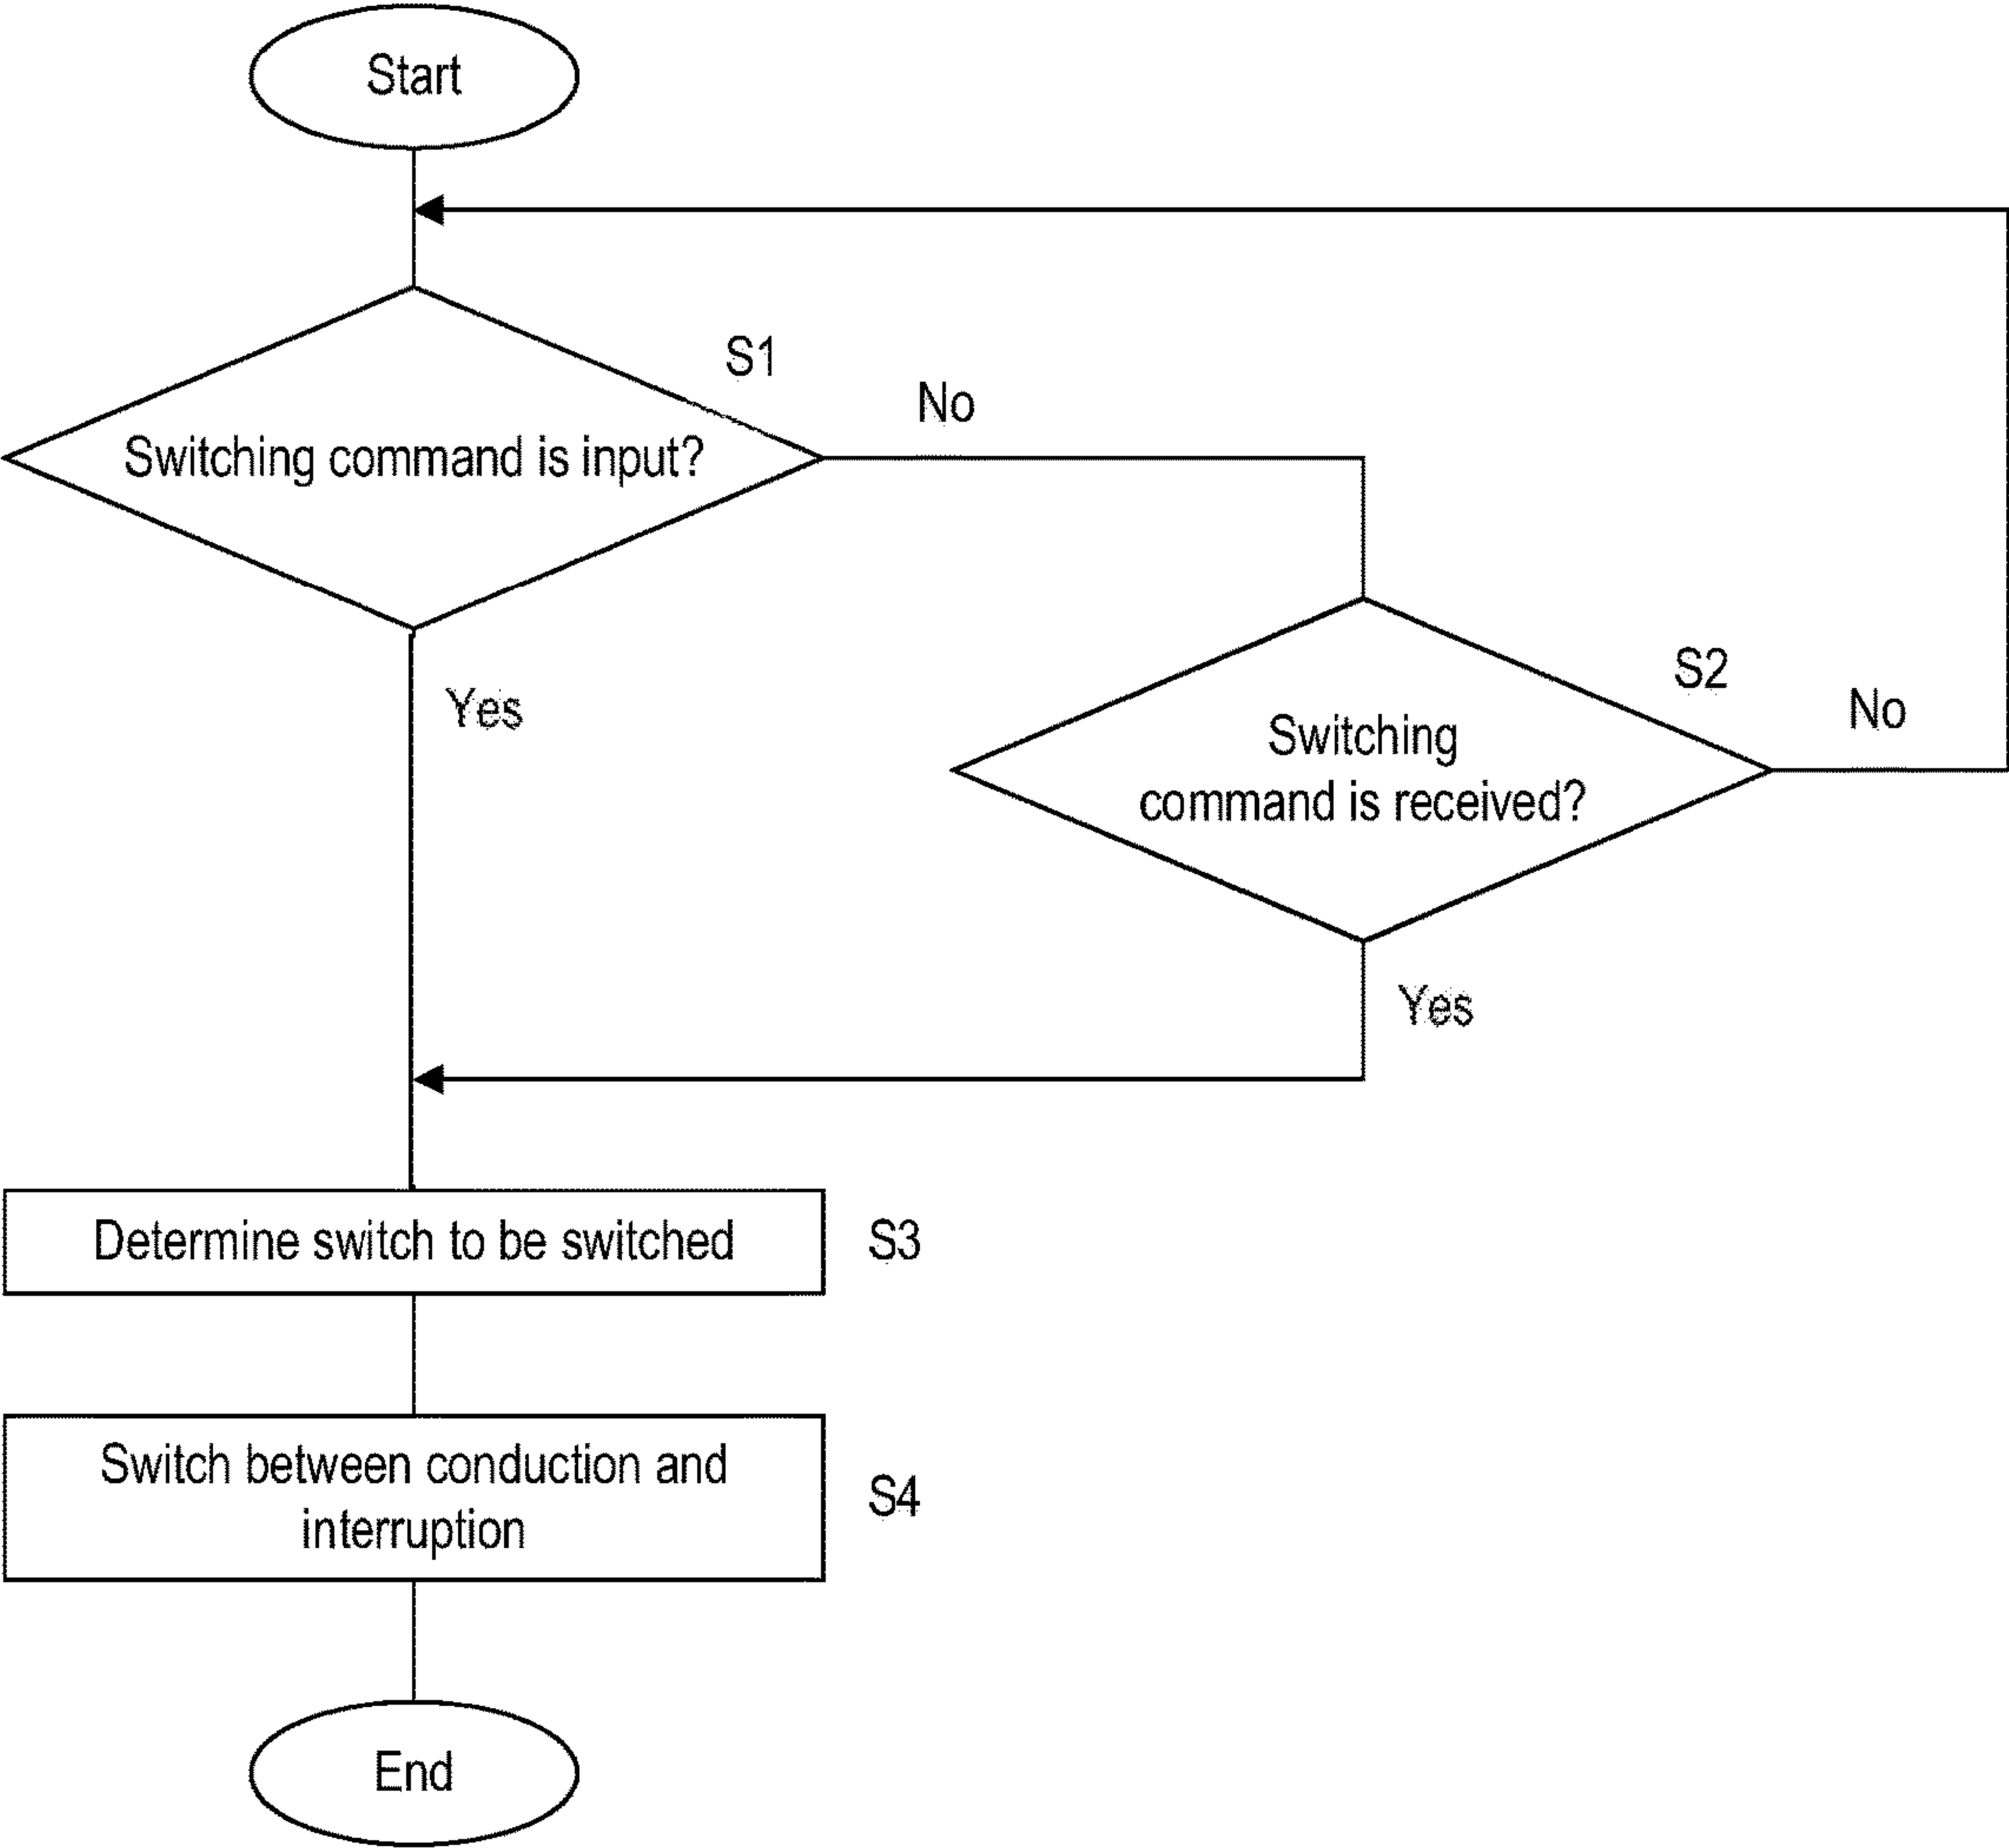 Start
S1
No
Switching command is input?
Yes
S2
No
Switching
command is received?
Yes
Determine switch to be switched
S3
Switch between conduction and
interruption
S4
End